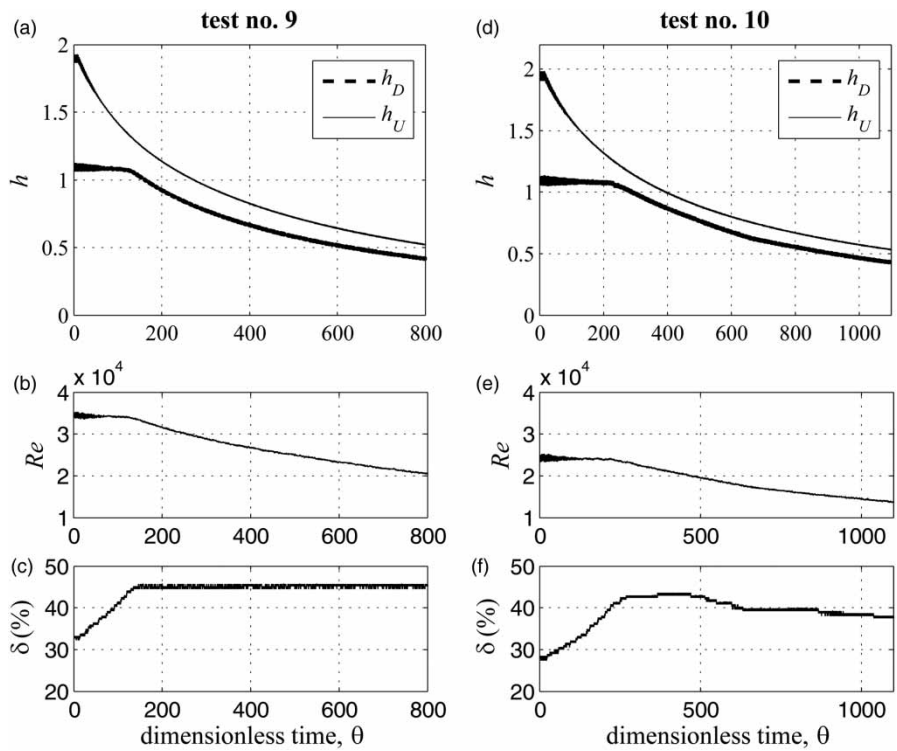 test no. 9
(a)
h
2
1.5
1
0.5
0
h_D
h_U
0 200 400 600 800
(b)
x 10^4
Re
4
3
2
1
0 200 400 600 800
(c)
δ (%)
50
40
30
20
0 200 400 600 800
dimensionless time, θ
test no. 10
(d)
h
2
1.5
1
0.5
0
h_D
h_U
0 200 400 600 800 1000
(e)
x 10^4
Re
4
3
2
1
0 500 1000
(f)
δ (%)
50
40
30
20
0 500 1000
dimensionless time, θ